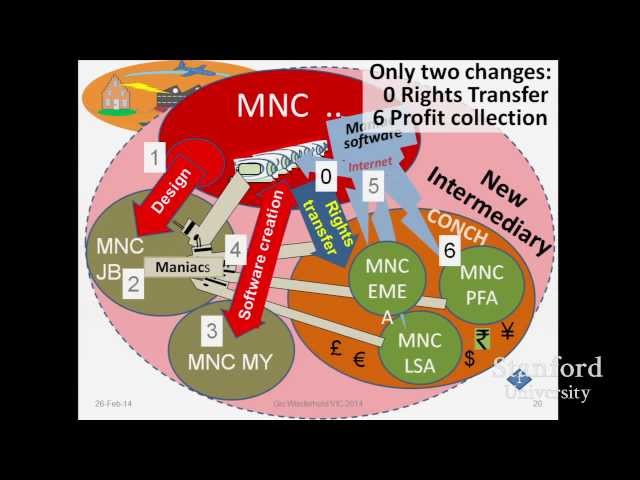 Only two changes:
0 Rights Transfer
6 Profit collection
MNC ..
software
Internet
1
Design
0
5
Rights
transfer
New
Intermediary
CONCH
Software creation
MNC
JB
2
Maniacs
4
6
MNC
EME
A
MNC
PFA
3
MNC MY
MNC
LSA
£
€
$
₹
¥
Stanford
University
26-Feb-14
Gio Wiederhold VIC-2014
20